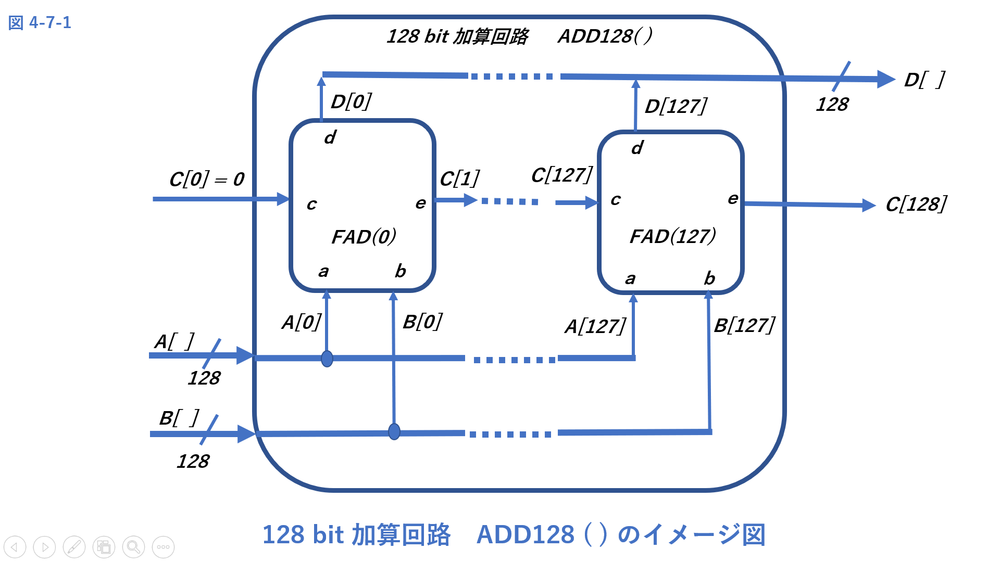 図 4-7-1
128 bit 加算回路 ADD128( )
D[ ]
128
D[0]
D[127]
d
d
C[0] = 0
C[1]
C[127]
C[128]
c
e
c
e
FAD(0)
FAD(127)
a
b
a
b
A[0]
B[0]
A[127]
B[127]
A[ ]
128
B[ ]
128
128 bit 加算回路 ADD128 ( ) のイメージ図